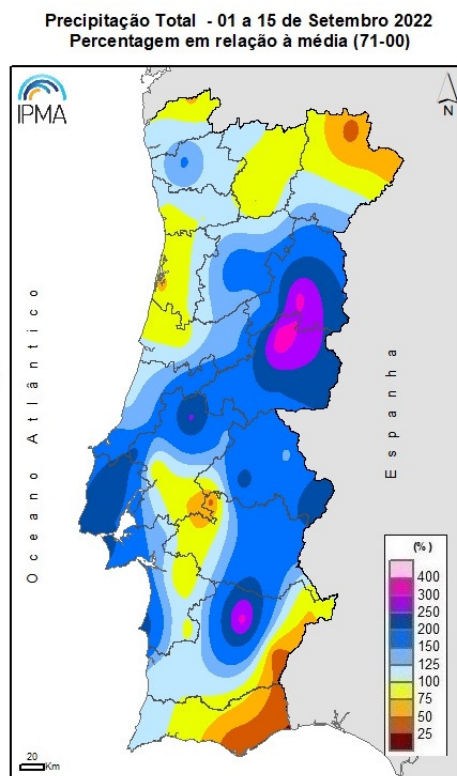 Precipitação Total - 01 a 15 de Setembro 2022
Percentagem em relação à média (71-00)
IPMA
N
Oceano Atlântico
Espanha
(%)
400
300
250
200
150
125
100
75
50
25
20
Km